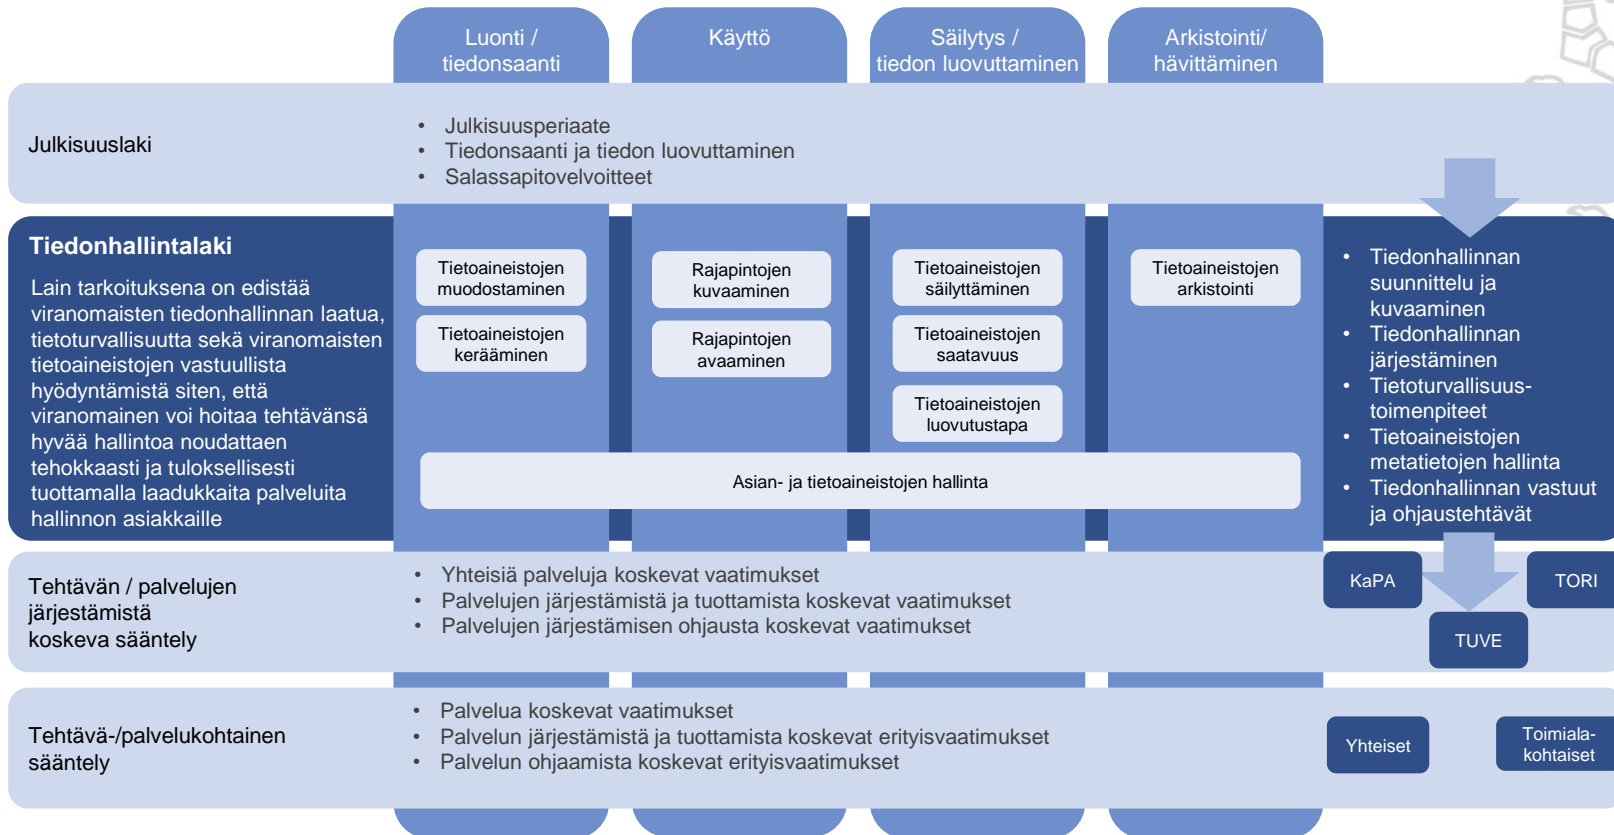 Luonti /
tiedonsaanti
Käyttö
Säilytys /
tiedon luovuttaminen
Arkistointi/
hävittäminen
Julkisuuslaki
• Julkisuusperiaate
• Tiedonsaanti ja tiedon luovuttaminen
• Salassapitovelvoitteet
Tiedonhallintalaki
Lain tarkoituksena on edistää
viranomaisten tiedonhallinnan laatua,
tietoturvallisuutta sekä viranomaisten
tietoaineistojen vastuullista
hyödyntämistä siten, että
viranomainen voi hoitaa tehtävänsä
hyvää hallintoa noudattaen
tehokkaasti ja tuloksellisesti
tuottamalla laadukkaita palveluita
hallinnon asiakkaille
Tietoaineistojen
muodostaminen
Tietoaineistojen
kerääminen
Rajapintojen
kuvaaminen
Rajapintojen
avaaminen
Tietoaineistojen
säilyttäminen
Tietoaineistojen
saatavuus
Tietoaineistojen
luovutustapa
Tietoaineistojen
arkistointi
Asian- ja tietoaineistojen hallinta
• Tiedonhallinnan
suunnittelu ja
kuvaaminen
• Tiedonhallinnan
järjestäminen
• Tietoturvallisuus-
toimenpiteet
• Tietoaineistojen
metatietojen hallinta
• Tiedonhallinnan vastuut
ja ohjaustehtävät
Tehtävän / palvelujen
järjestämistä
koskeva sääntely
• Yhteisiä palveluja koskevat vaatimukset
• Palvelujen järjestämistä ja tuottamista koskevat vaatimukset
• Palvelujen järjestämisen ohjausta koskevat vaatimukset
KaPA
TORI
TUVE
Tehtävä-/palvelukohtainen
sääntely
• Palvelua koskevat vaatimukset
• Palvelun järjestämistä ja tuottamista koskevat erityisvaatimukset
• Palvelun ohjaamista koskevat erityisvaatimukset
Yhteiset
Toimiala-
kohtaiset